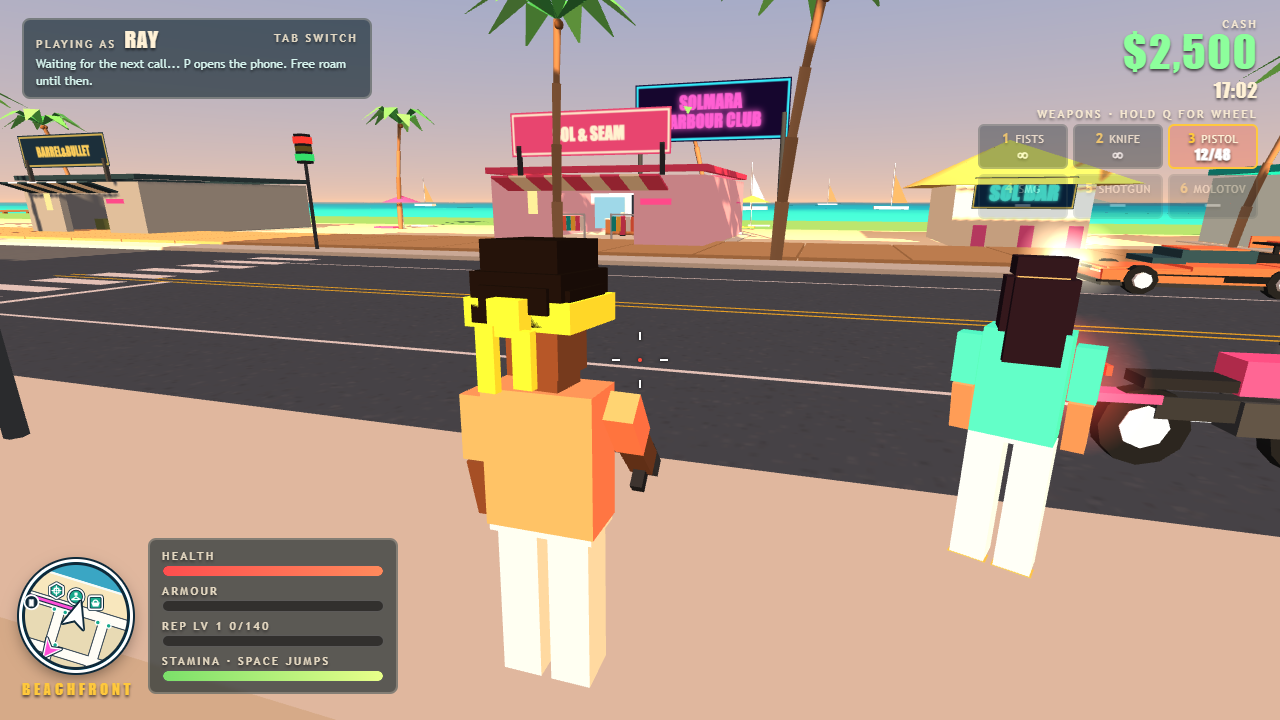 PLAYING AS RAY
TAB SWITCH
Waiting for the next call... P opens the phone. Free roam
until then.
CASH
$2,500
17:02
WEAPONS · HOLD Q FOR WHEEL
1 FISTS
∞
2 KNIFE
∞
3 PISTOL
12/48
4 SMG
5 SHOTGUN
6 MOLOTOV
BARREL & BULLET
OL & SEAM
SOLMARA
ARBOUR CLUB
SOL BAR
HEALTH
ARMOUR
REP LV 1 0/140
STAMINA · SPACE JUMPS
BEACHFRONT